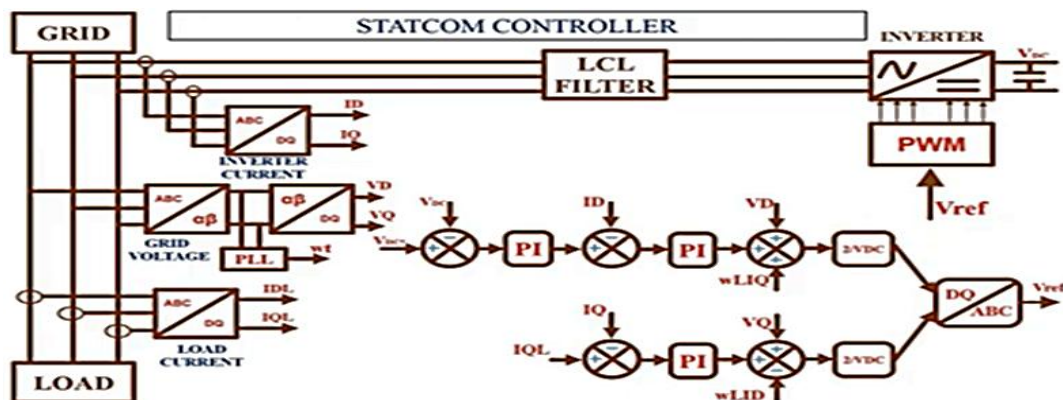 GRID
STATCOM CONTROLLER
INVERTER
LCL
FILTER
VDC
ABC
DQ
ID
IQ
INVERTER
CURRENT
PWM
Vref
ABC
αβ
αβ
DQ
VD
VQ
GRID
VOLTAGE
PLL
wt
ABC
DQ
IDL
IQL
LOAD
CURRENT
LOAD
VDC
ID
VD
VDC*
+
−
PI
+
−
PI
+
+
+
2/VDC
wLIQ
DQ
ABC
Vref
IQ
VQ
IQL
+
−
PI
2/VDC
wLID